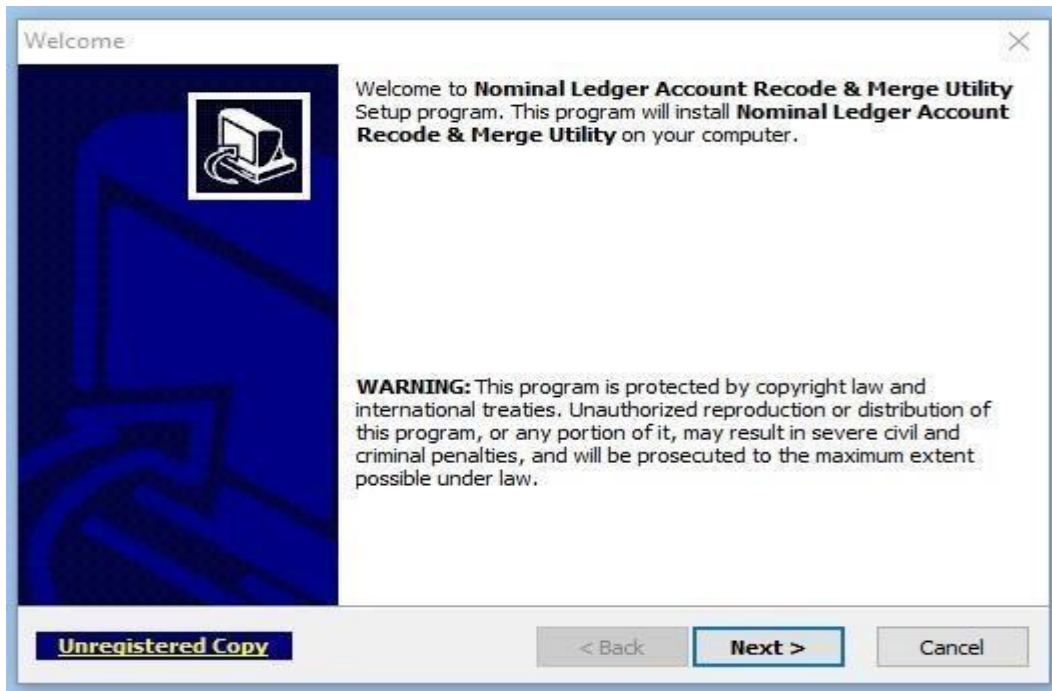 Welcome
Welcome to Nominal Ledger Account Recode & Merge Utility
Setup program. This program will install Nominal Ledger Account
Recode & Merge Utility on your computer.
WARNING: This program is protected by copyright law and
international treaties. Unauthorized reproduction or distribution of
this program, or any portion of it, may result in severe civil and
criminal penalties, and will be prosecuted to the maximum extent
possible under law.
Unregistered Copy
< Back
Next >
Cancel